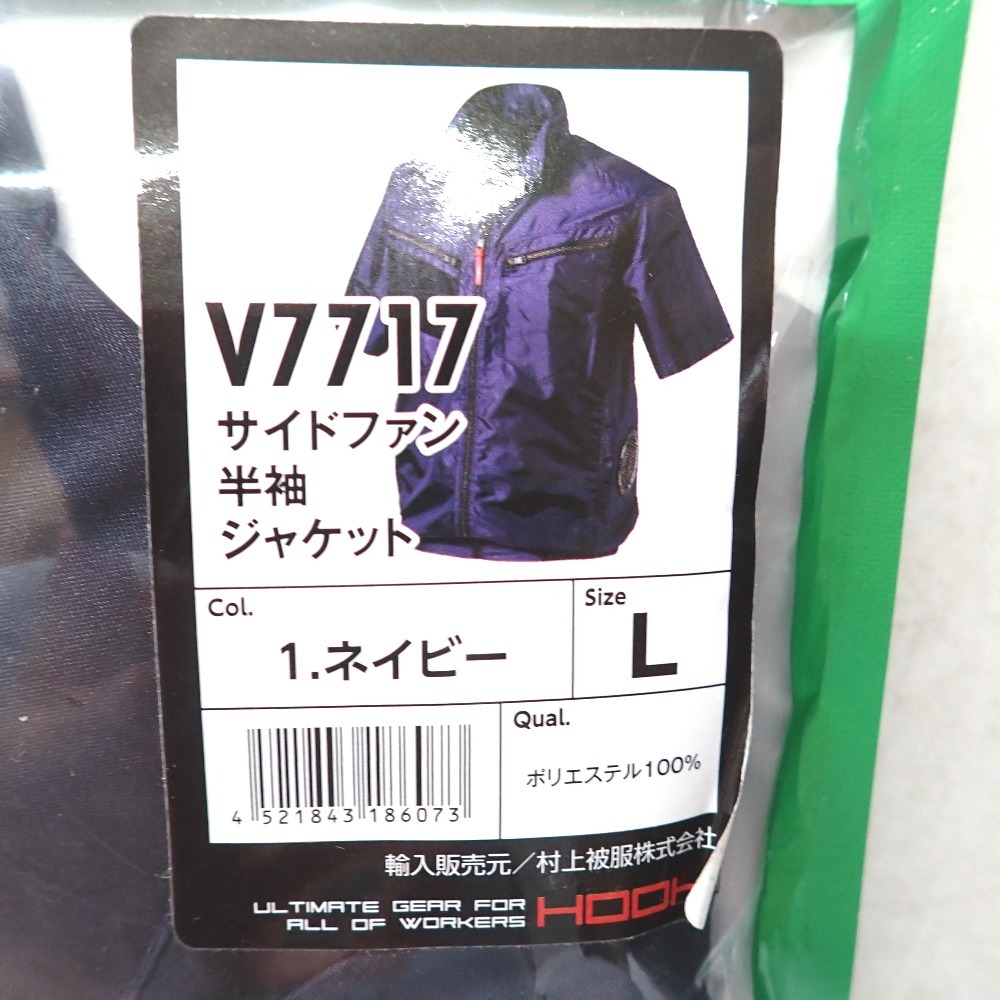 V7717
サイドファン
半袖
ジャケット
Col.
1.ネイビー
Size
L
4 521843 186073
Qual.
ポリエステル100%
輸入販売元／村上被服株式会社
ULTIMATE GEAR FOR
ALL OF WORKERS